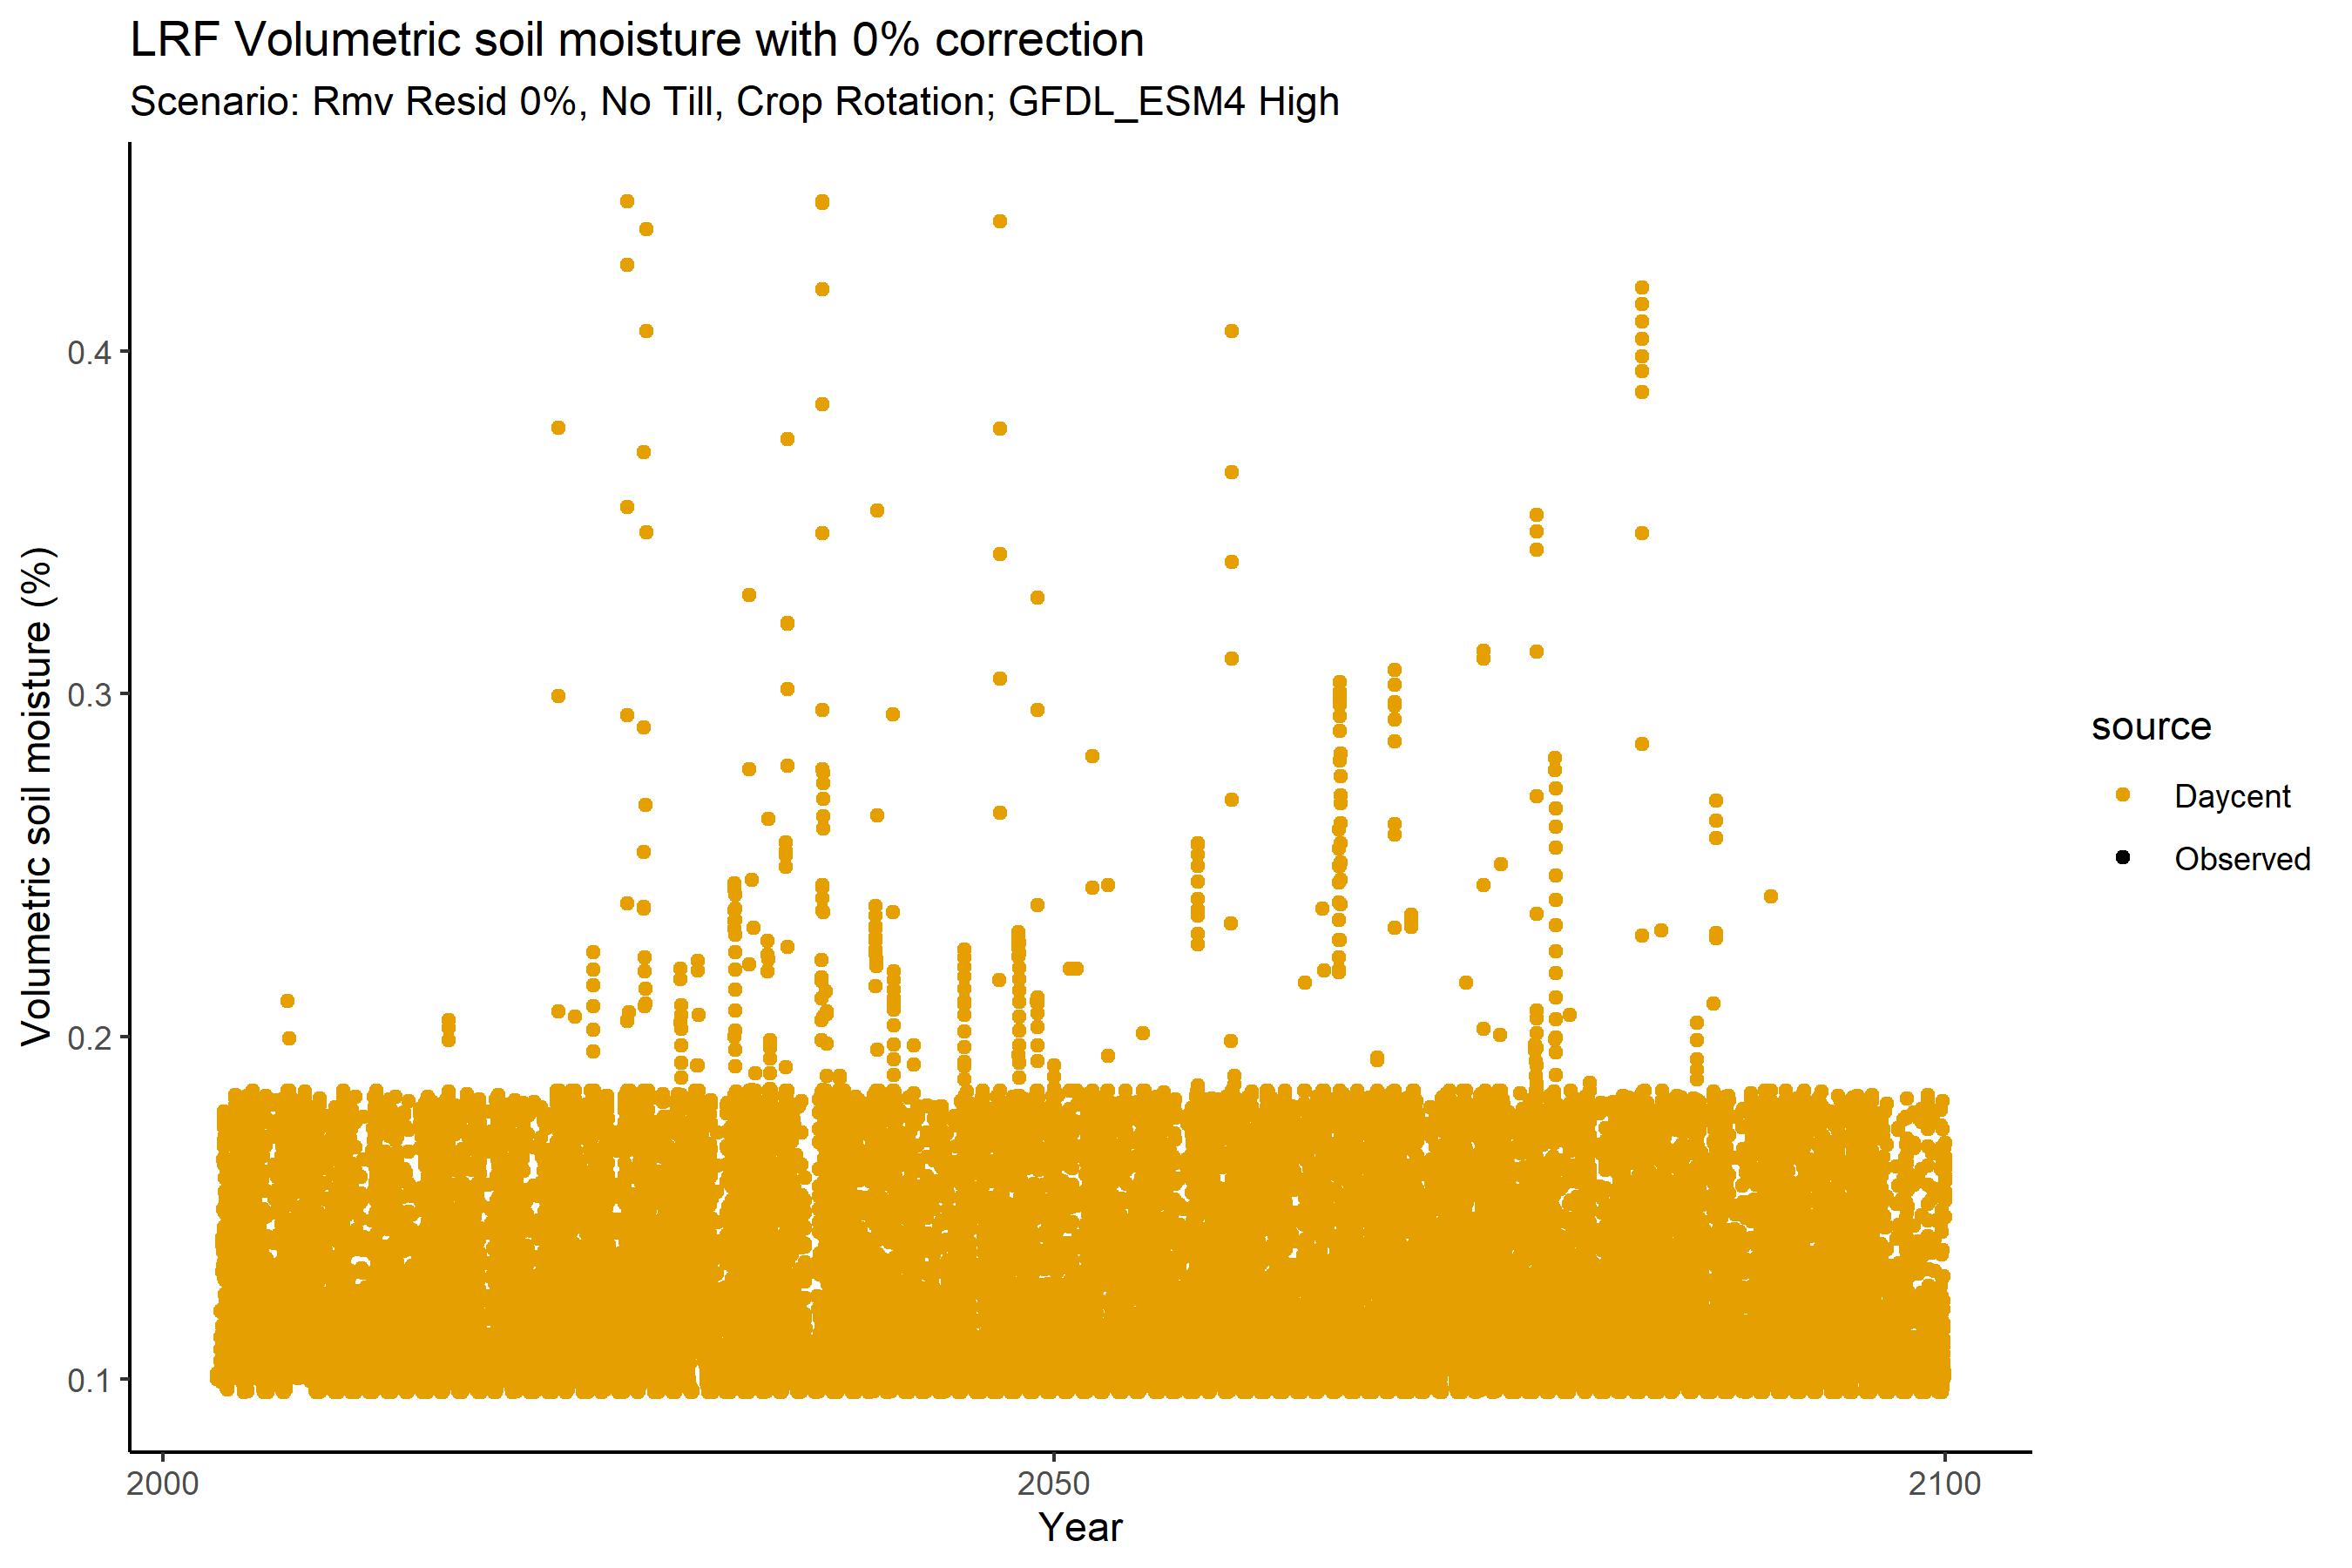 LRF Volumetric soil moisture with 0% correction
Scenario: Rmv Resid 0%, No Till, Crop Rotation; GFDL_ESM4 High
Volumetric soil moisture (%)
0.4
0.3
0.2
0.1
2000
2050
2100
Year
source
Daycent
Observed